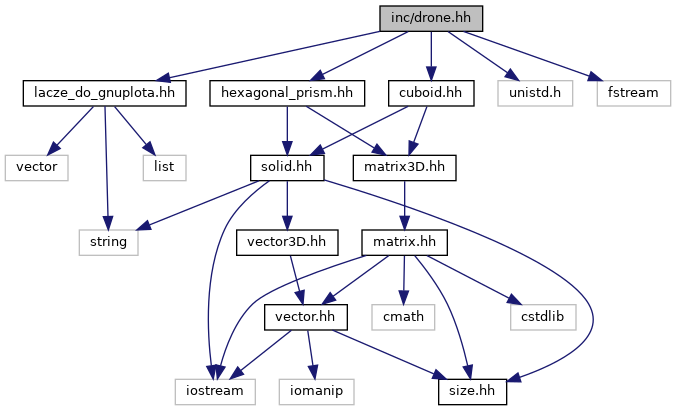 inc/drone.hh
lacze_do_gnuplota.hh
hexagonal_prism.hh
cuboid.hh
unistd.h
fstream
vector
list
solid.hh
matrix3D.hh
string
vector3D.hh
matrix.hh
vector.hh
cmath
cstdlib
iostream
iomanip
size.hh